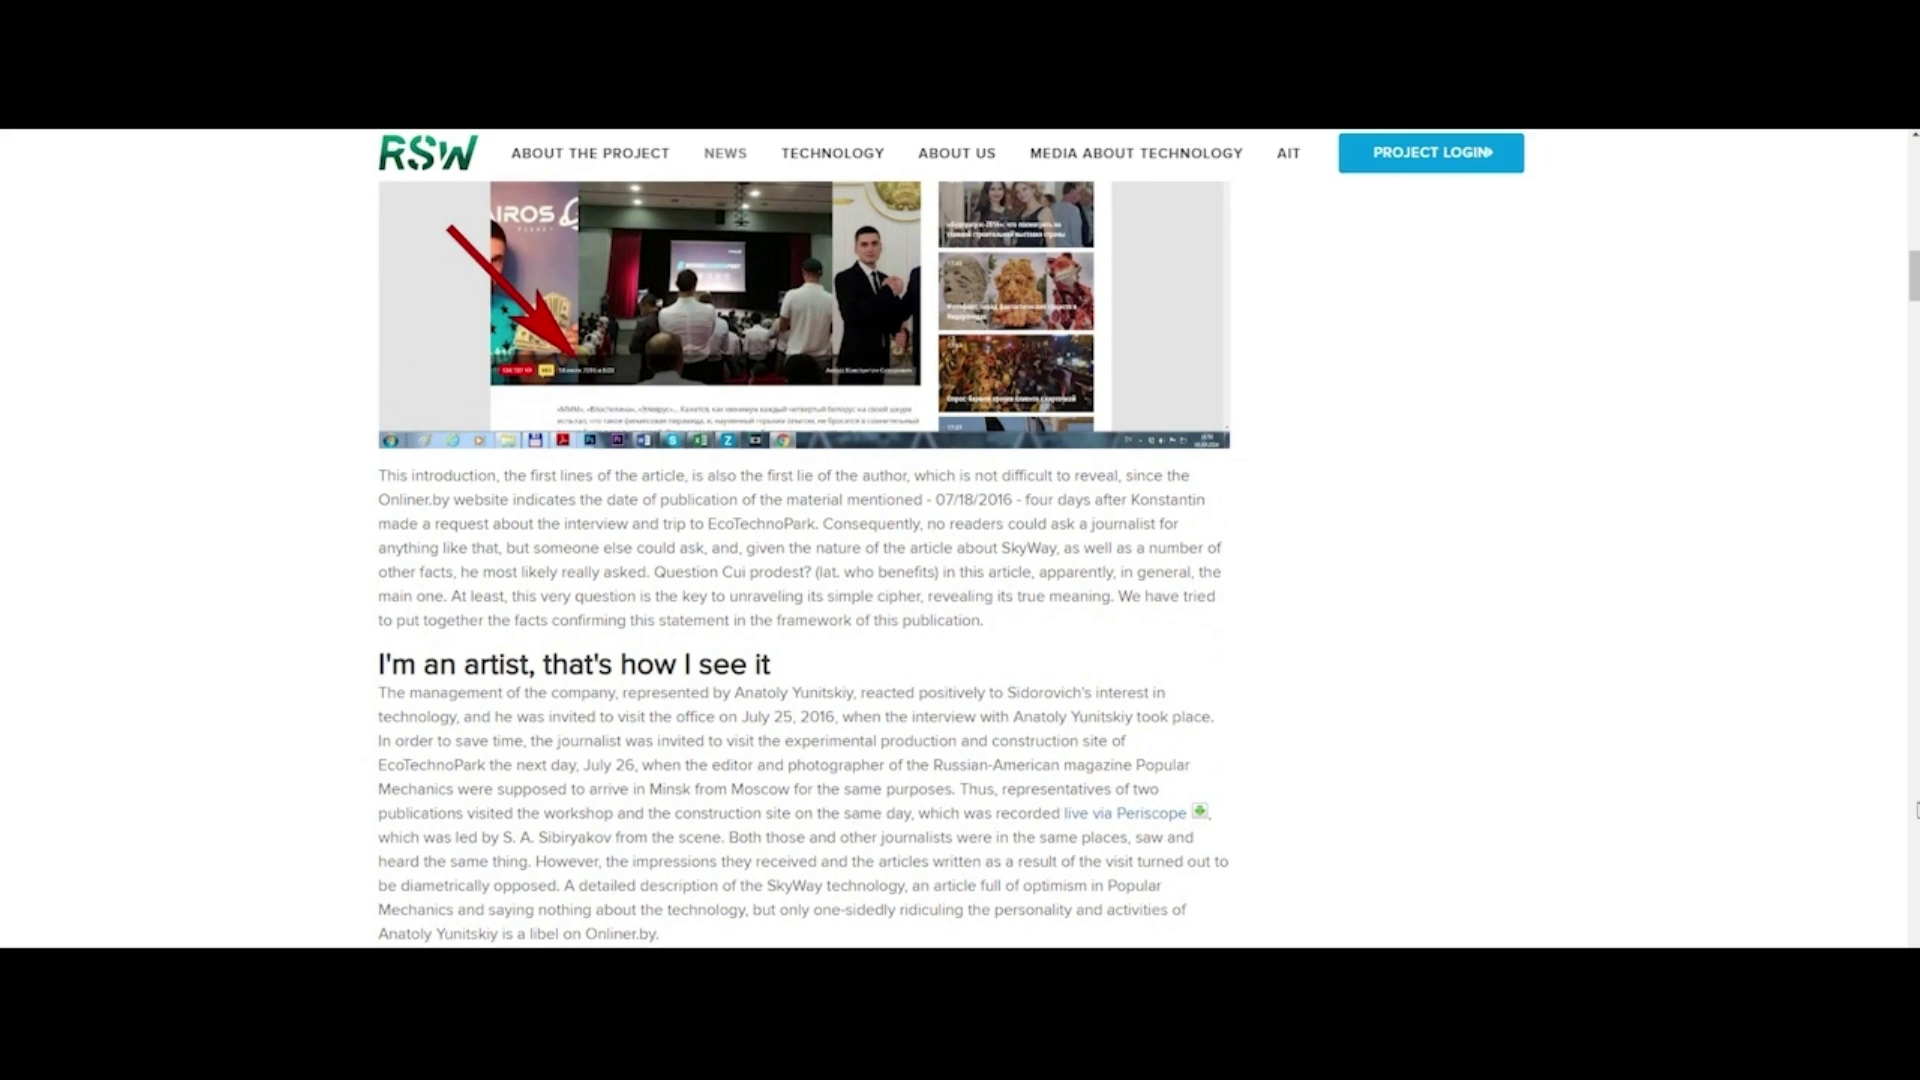 RSW
ABOUT THE PROJECT
NEWS
TECHNOLOGY
ABOUT US
MEDIA ABOUT TECHNOLOGY
AIT
PROJECT LOGIN
IROS
PLANET
This introduction, the first lines of the article, is also the first lie of the author, which is not difficult to reveal, since the
Onliner.by website indicates the date of publication of the material mentioned - 07/18/2016 - four days after Konstantin
made a request about the interview and trip to EcoTechnoPark. Consequently, no readers could ask a journalist for
anything like that, but someone else could ask, and, given the nature of the article about SkyWay, as well as a number of
other facts, he most likely really asked. Question Cui prodest? (lat. who benefits) in this article, apparently, in general, the
main one. At least, this very question is the key to unraveling its simple cipher, revealing its true meaning. We have tried
to put together the facts confirming this statement in the framework of this publication.
I'm an artist, that's how I see it
The management of the company, represented by Anatoly Yunitskiy, reacted positively to Sidorovich's interest in
technology, and he was invited to visit the office on July 25, 2016, when the interview with Anatoly Yunitskiy took place.
In order to save time, the journalist was invited to visit the experimental production and construction site of
EcoTechnoPark the next day, July 26, when the editor and photographer of the Russian-American magazine Popular
Mechanics were supposed to arrive in Minsk from Moscow for the same purposes. Thus, representatives of two
publications visited the workshop and the construction site on the same day, which was recorded live via Periscope,
which was led by S. A. Sibiryakov from the scene. Both those and other journalists were in the same places, saw and
heard the same thing. However, the impressions they received and the articles written as a result of the visit turned out to
be diametrically opposed. A detailed description of the SkyWay technology, an article full of optimism in Popular
Mechanics and saying nothing about the technology, but only one-sidedly ridiculing the personality and activities of
Anatoly Yunitskiy is a libel on Onliner.by.